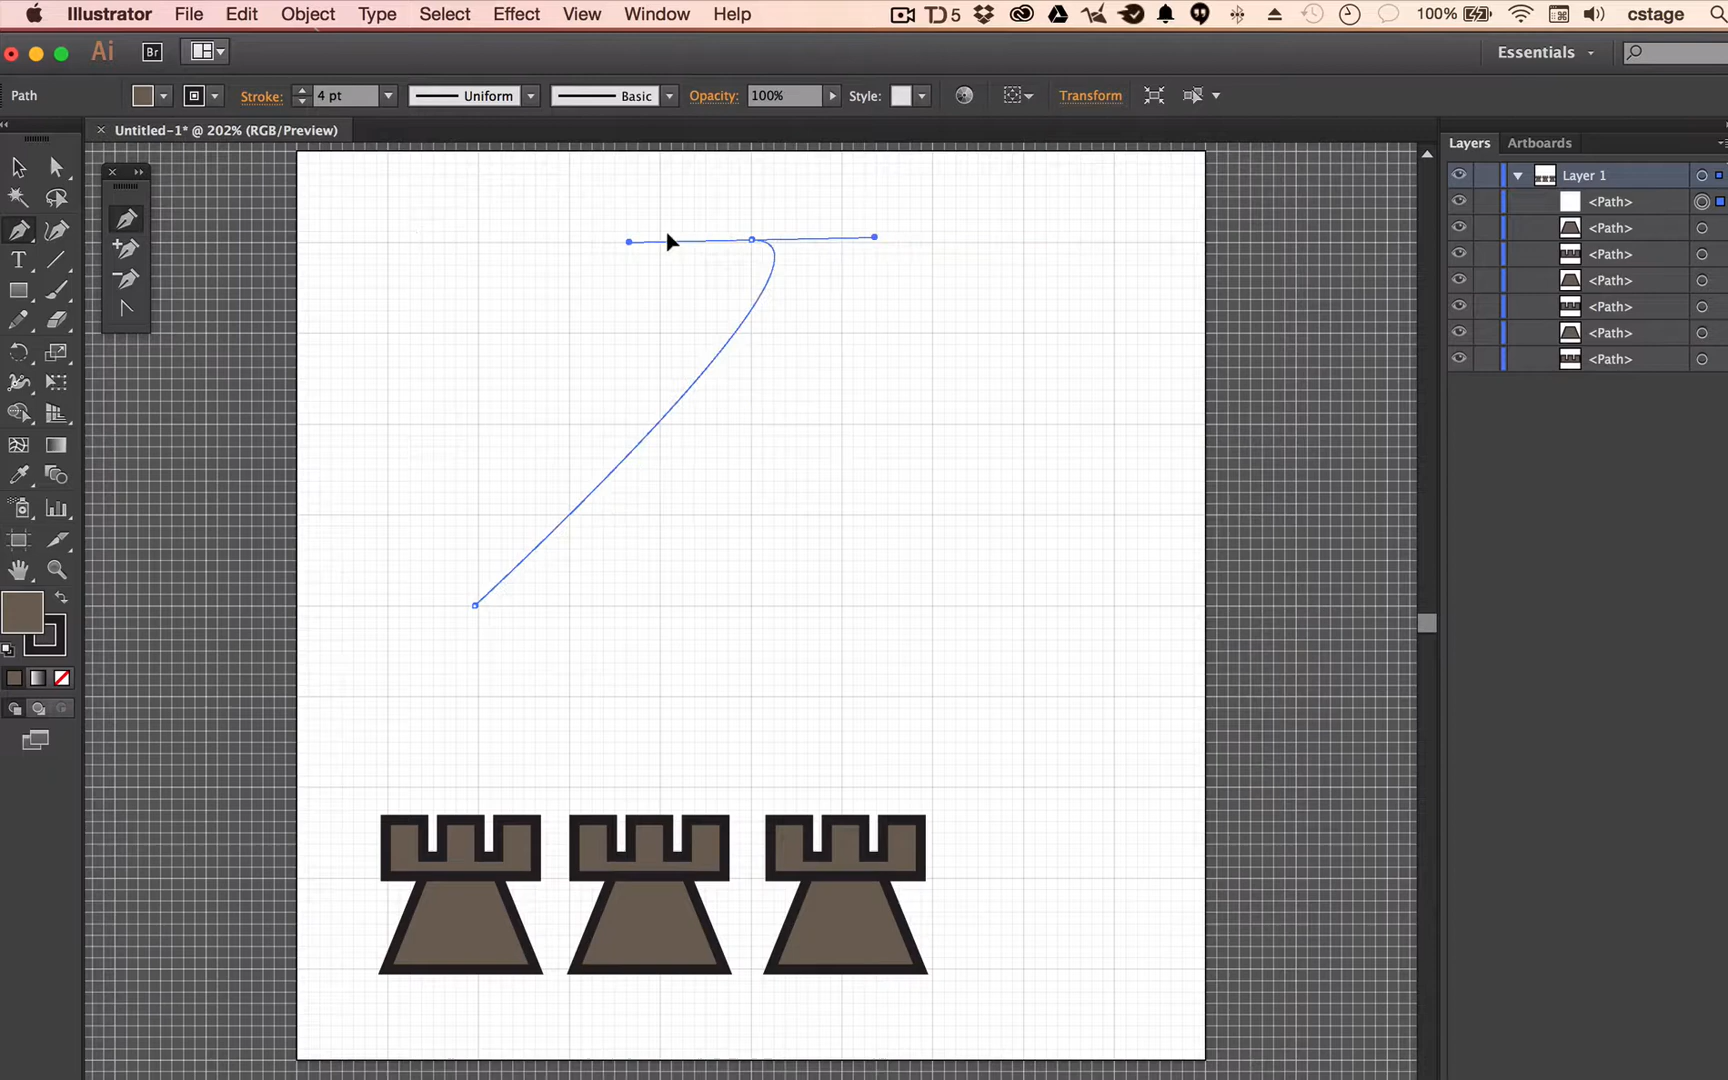 Illustrator File Edit Object Type Select Effect View Window Help 5 100% cstage
Ai Br Essentials
Path Stroke: 4 pt Uniform Basic Opacity: 100% Style: Transform
Untitled-1* @ 202% (RGB/Preview)
Layers Artboards
Layer 1
<Path>
<Path>
<Path>
<Path>
<Path>
<Path>
<Path>